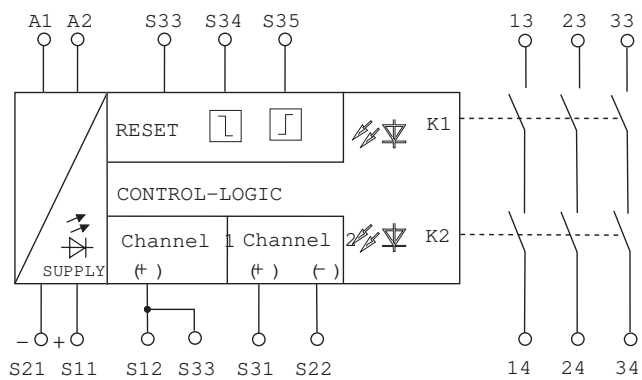 A1 A2 S33 S34 S35 13 23 33
RESET K1
CONTROL-LOGIC
Channel 1 Channel 2 K2
SUPPLY (+) (+) (-)
- +
S21 S11 S12 S33 S31 S22 14 24 34